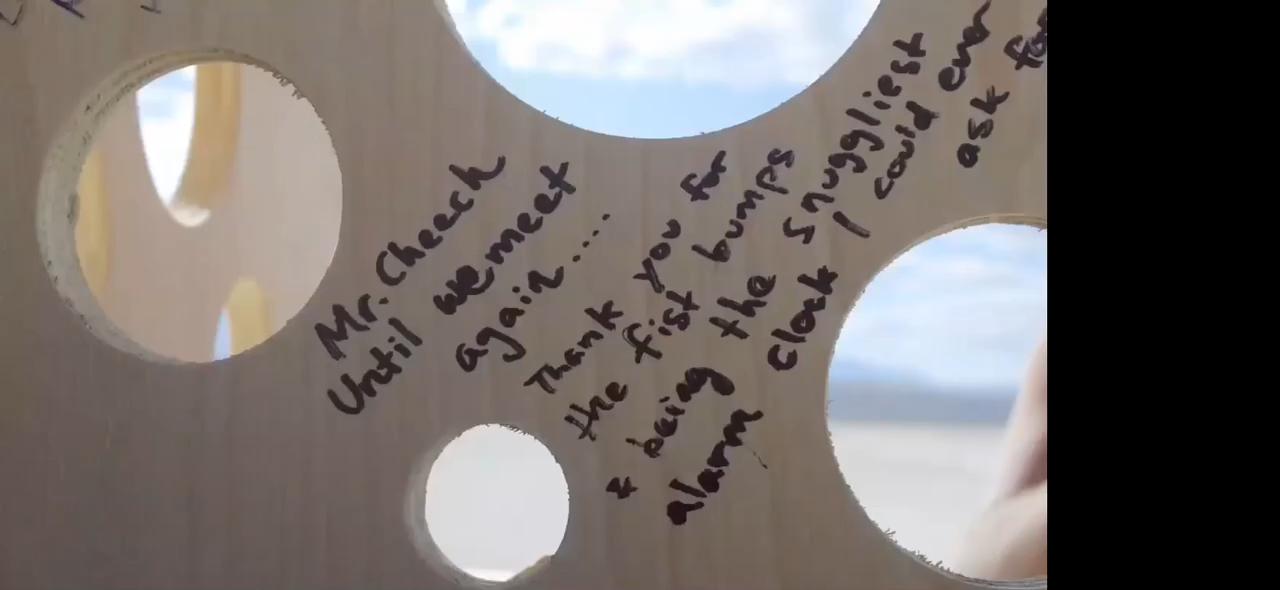 Mr. Cheech
Until we meet
again....
Thank you for
the fist bumps
& being the snuggliest
alarm clock I could ever
ask for